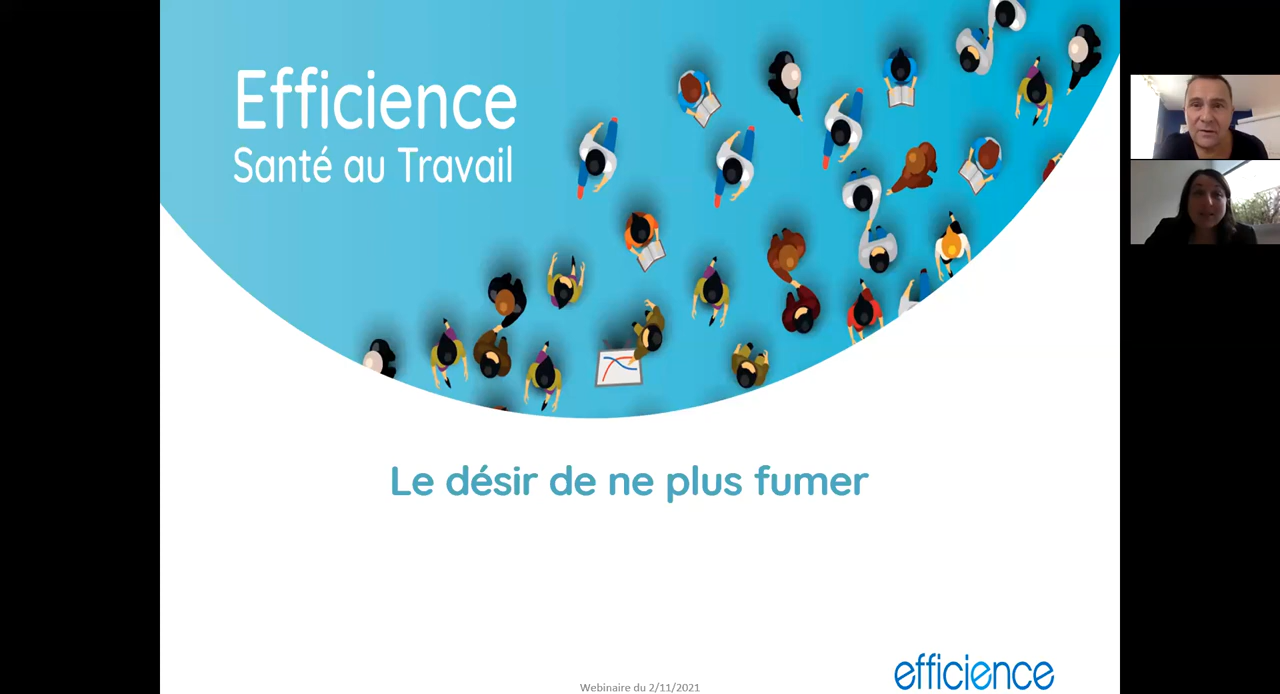 Efficience
Santé au Travail
Le désir de ne plus fumer
efficience
Webinaire du 2/11/2021